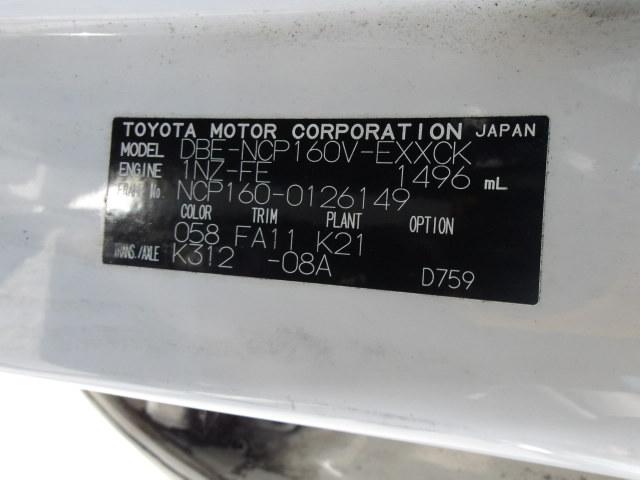 TOYOTA MOTOR CORPORATION JAPAN
MODEL DBE-NCP160V-EXXCK
ENGINE 1NZ-FE 1496 mL
FRAME No. NCP160-0126149
COLOR TRIM PLANT OPTION
058 FA11 K21
TRANS./AXLE K312 -08A
D759